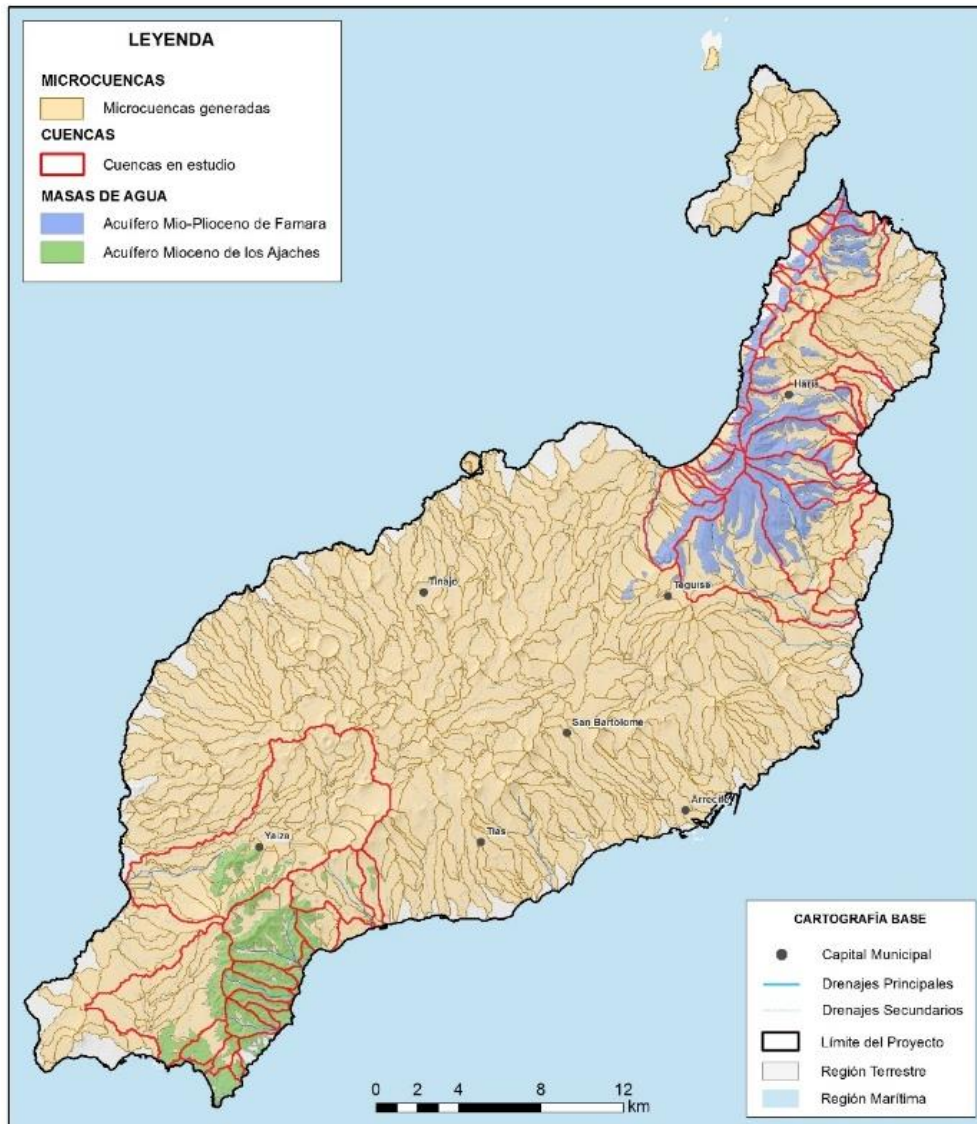 LEYENDA
MICROCUENCAS
Microcuencas generadas
CUENCAS
Cuencas en estudio
MASAS DE AGUA
Acuífero Mio-Plioceno de Famara
Acuífero Mioceno de los Ajaches
Haría
Tinajo
Teguise
San Bartolome
Arrecife
Tías
Yaiza
CARTOGRAFÍA BASE
Capital Municipal
Drenajes Principales
Drenajes Secundarios
Límite del Proyecto
Región Terrestre
Región Marítima
0 2 4 8 12
km